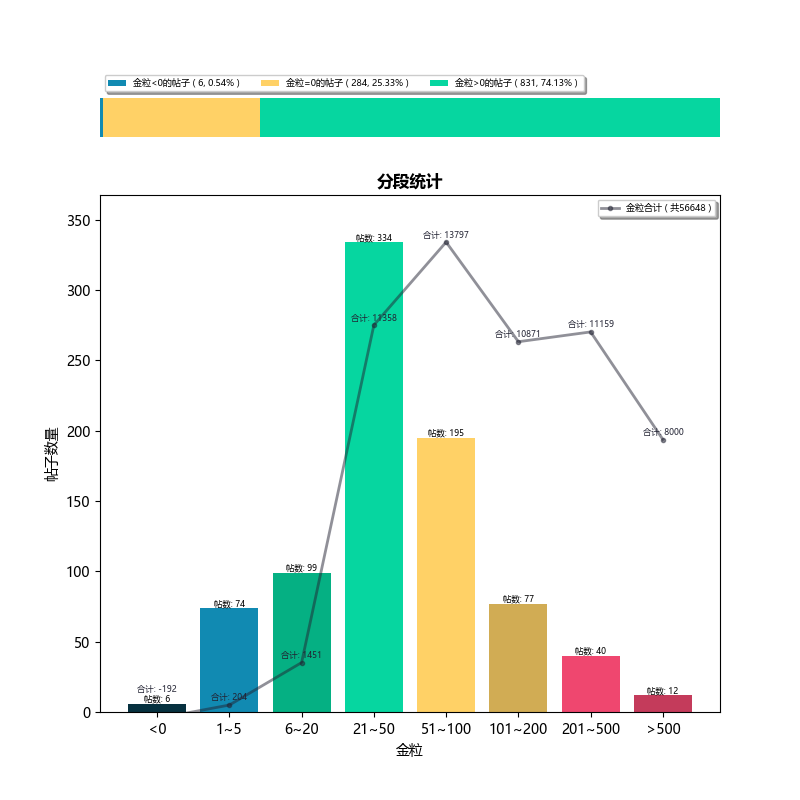 金粒<0的帖子 ( 6, 0.54% ) 金粒=0的帖子 ( 284, 25.33% ) 金粒>0的帖子 ( 831, 74.13% )
分段统计
金粒合计 ( 共56648 )
350
300
250
200
150
100
50
0
帖子数量
合计: -192
帖数: 6
帖数: 74
合计: 204
帖数: 99
合计: 1451
帖数: 334
合计: 11358
合计: 13797
帖数: 195
合计: 10871
帖数: 77
合计: 11159
帖数: 40
合计: 8000
帖数: 12
<0 1~5 6~20 21~50 51~100 101~200 201~500 >500
金粒